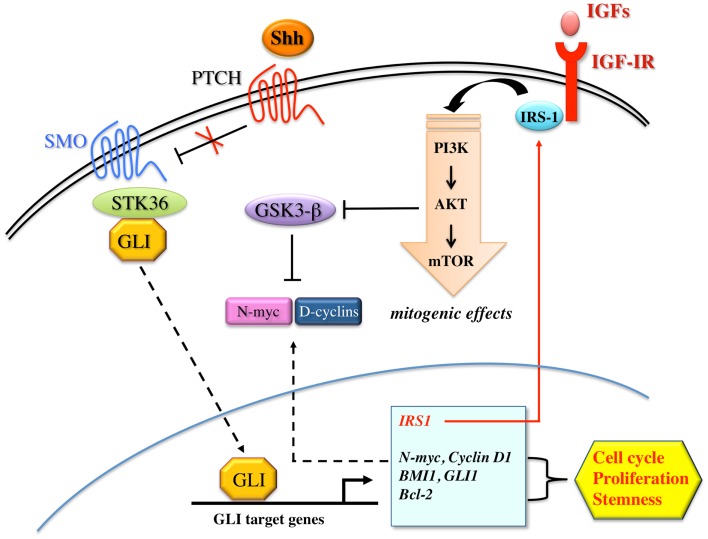 IGFs
Shh
IGF-IR
PTCH
IRS-1
SMO
PI3K
STK36
GSK3-β
AKT
GLI
mTOR
N-myc
D-cyclins
mitogenic effects
IRS1
N-myc, Cyclin D1
BMI1, GLI1
Bcl-2
Cell cycle
Proliferation
Stemness
GLI
GLI target genes